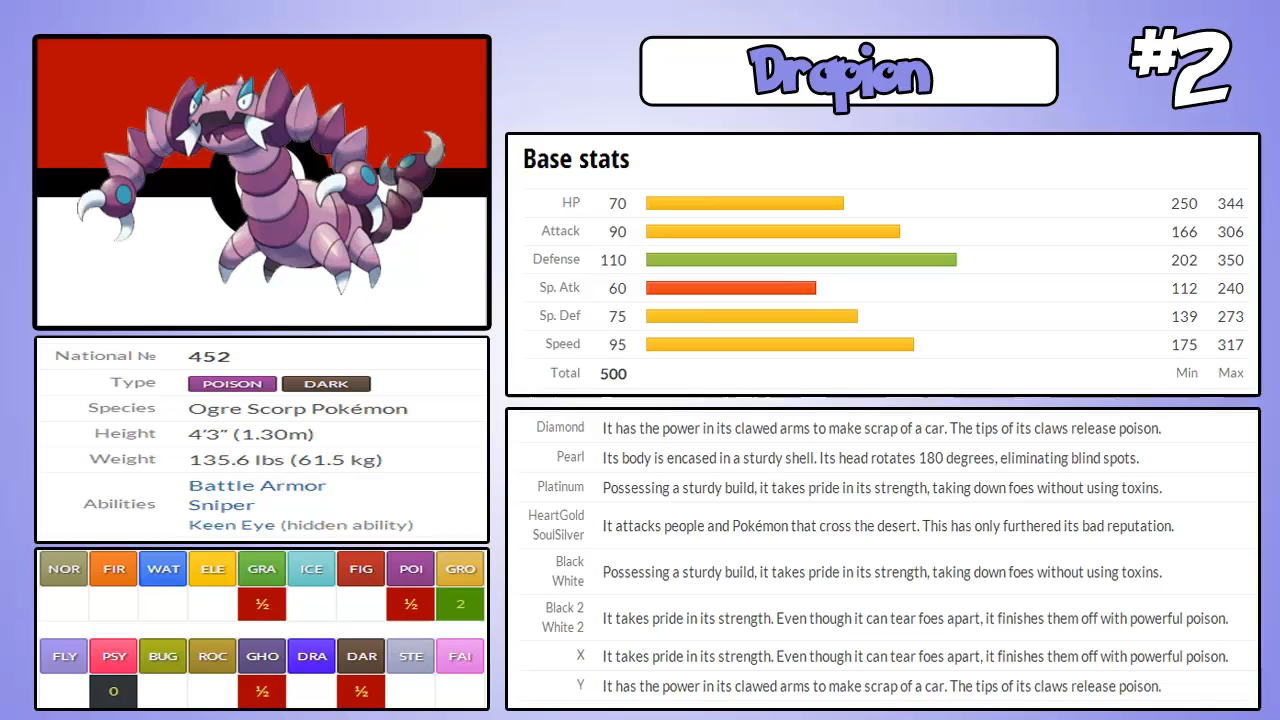 Drapion
#2
Base stats
HP 70 250 344
Attack 90 166 306
Defense 110 202 350
Sp. Atk 60 112 240
Sp. Def 75 139 273
Speed 95 175 317
Total 500 Min Max
National № 452
Type POISON DARK
Species Ogre Scorp Pokémon
Height 4'3" (1.30m)
Weight 135.6 lbs (61.5 kg)
Abilities
Battle Armor
Sniper
Keen Eye (hidden ability)
NOR FIR WAT ELE GRA ICE FIG POI GRO
½ ½ 2
FLY PSY BUG ROC GHO DRA DAR STE FAI
0 ½ ½
Diamond It has the power in its clawed arms to make scrap of a car. The tips of its claws release poison.
Pearl Its body is encased in a sturdy shell. Its head rotates 180 degrees, eliminating blind spots.
Platinum Possessing a sturdy build, it takes pride in its strength, taking down foes without using toxins.
HeartGold
SoulSilver
It attacks people and Pokémon that cross the desert. This has only furthered its bad reputation.
Black
White
Possessing a sturdy build, it takes pride in its strength, taking down foes without using toxins.
Black 2
White 2
It takes pride in its strength. Even though it can tear foes apart, it finishes them off with powerful poison.
X It takes pride in its strength. Even though it can tear foes apart, it finishes them off with powerful poison.
Y It has the power in its clawed arms to make scrap of a car. The tips of its claws release poison.